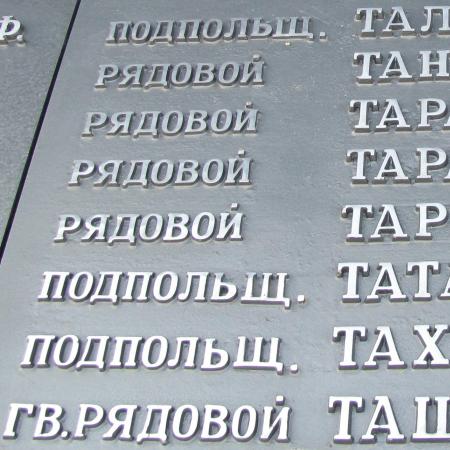 Ф. ПОДПОЛЬЩ. ТАЛ
РЯДОВОЙ ТАН
РЯДОВОЙ ТАРА
РЯДОВОЙ ТАРА
РЯДОВОЙ ТАР
ПОДПОЛЬЩ. ТАТА
ПОДПОЛЬЩ. ТАХ
ГВ.РЯДОВОЙ ТАШ